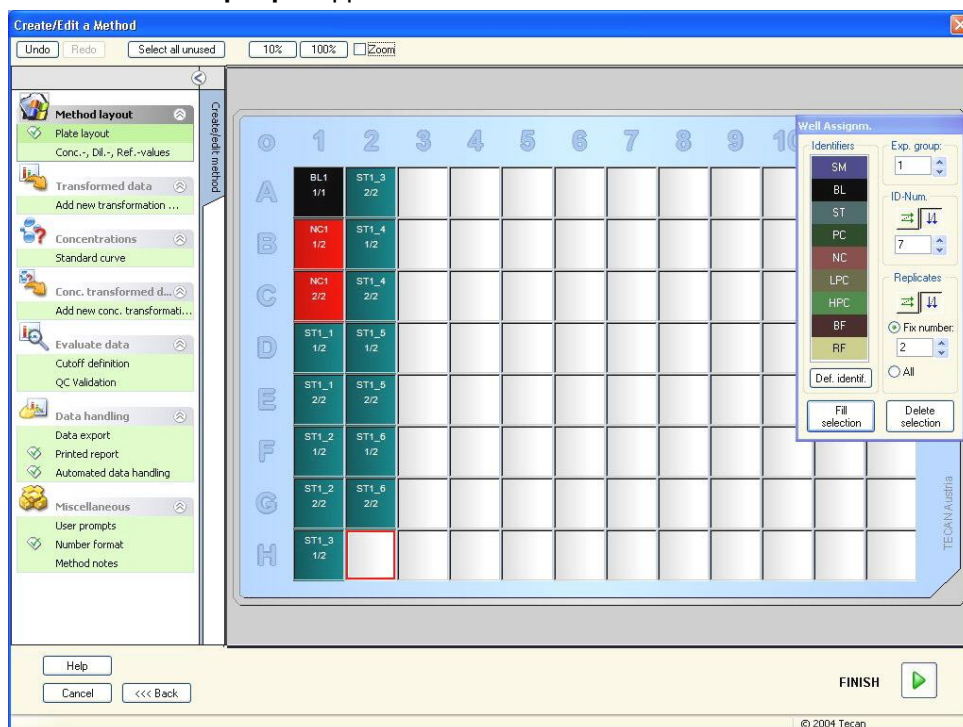 Create/Edit a Method
Undo Redo Select all unused 10% 100% Zoom
Create/edit method
Method layout
Plate layout
Conc.-, Dil.-, Ref.-values
Transformed data
Add new transformation ...
Concentrations
Standard curve
Conc. transformed d...
Add new conc. transformati...
Evaluate data
Cutoff definition
QC Validation
Data handling
Data export
Printed report
Automated data handling
Miscellaneous
User prompts
Number format
Method notes
1 2 3 4 5 6 7 8 9 10
A
BL1 ST1_3
1/1 2/2
B
NC1 ST1_4
1/2 1/2
C
NC1 ST1_4
2/2 2/2
D
ST1_1 ST1_5
1/2 1/2
E
ST1_1 ST1_5
2/2 2/2
F
ST1_2 ST1_6
1/2 1/2
G
ST1_2 ST1_6
2/2 2/2
H
ST1_3
1/2
TECAN Austria
Well Assignm.
Identifiers
SM
BL
ST
PC
NC
LPC
HPC
BF
RF
Def. identif.
Exp. group:
1
ID-Num.
7
Replicates
Fix number:
2
All
Fill selection
Delete selection
Help
Cancel <<< Back
FINISH
© 2004 Tecan